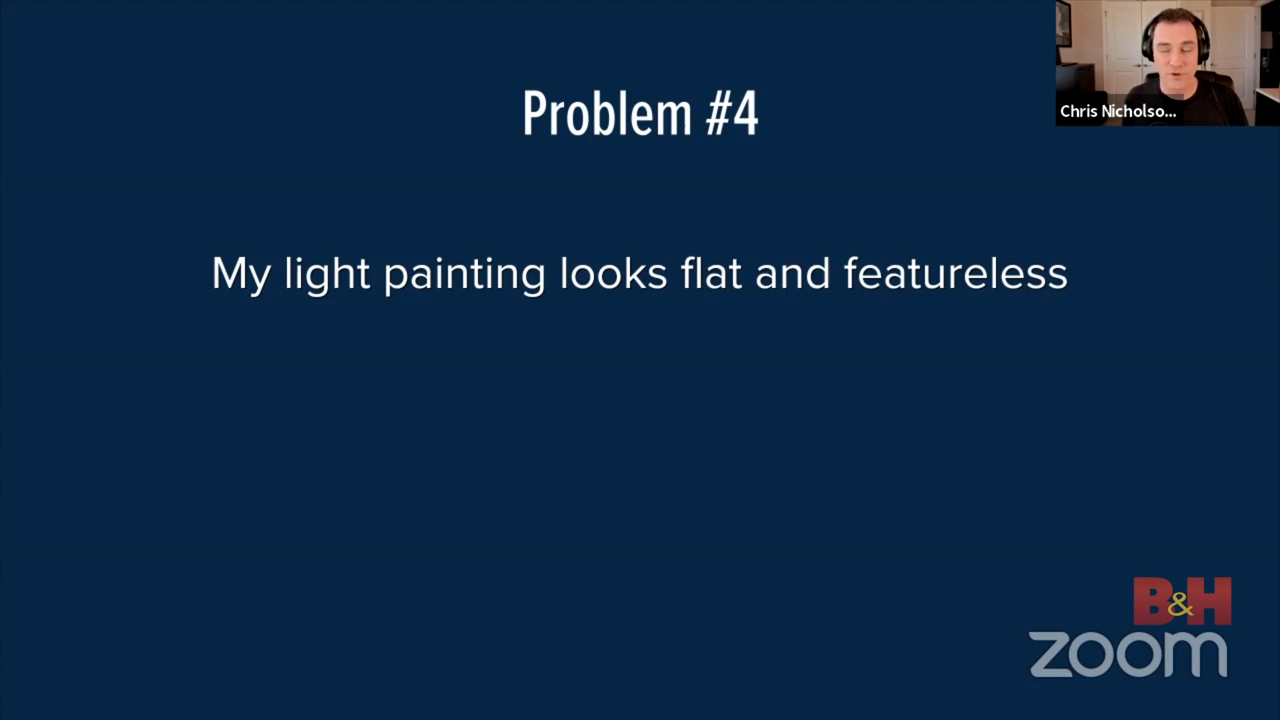 Problem #4
Chris Nicholso...
My light painting looks flat and featureless
B&H
zoom